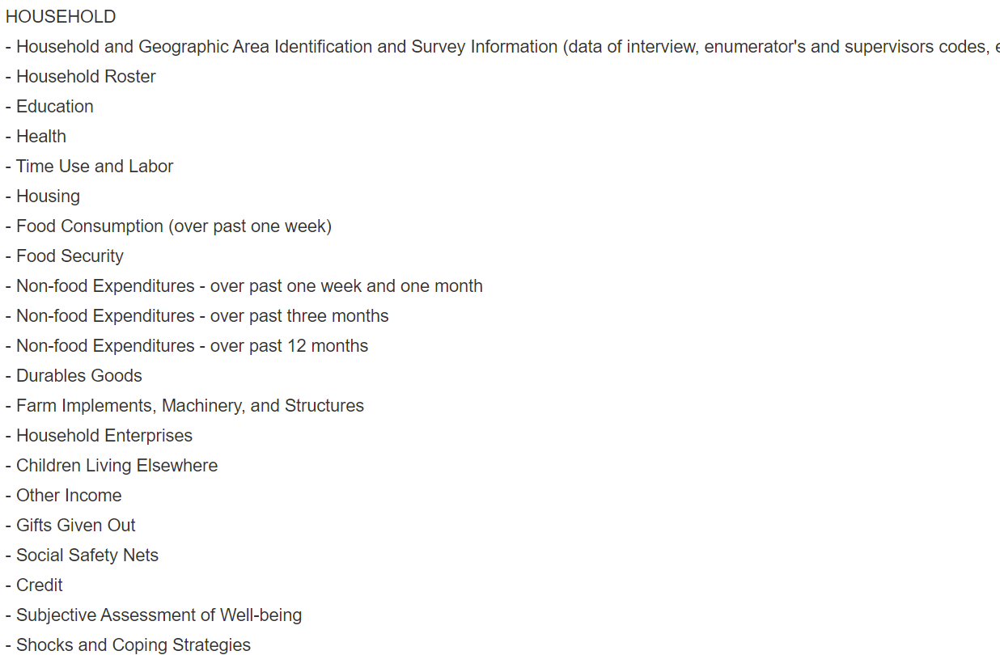 HOUSEHOLD
- Household and Geographic Area Identification and Survey Information (data of interview, enumerator's and supervisors codes,
- Household Roster
- Education
- Health
- Time Use and Labor
- Housing
- Food Consumption (over past one week)
- Food Security
- Non-food Expenditures - over past one week and one month
- Non-food Expenditures - over past three months
- Non-food Expenditures - over past 12 months
- Durables Goods
- Farm Implements, Machinery, and Structures
- Household Enterprises
- Children Living Elsewhere
- Other Income
- Gifts Given Out
- Social Safety Nets
- Credit
- Subjective Assessment of Well-being
- Shocks and Coping Strategies